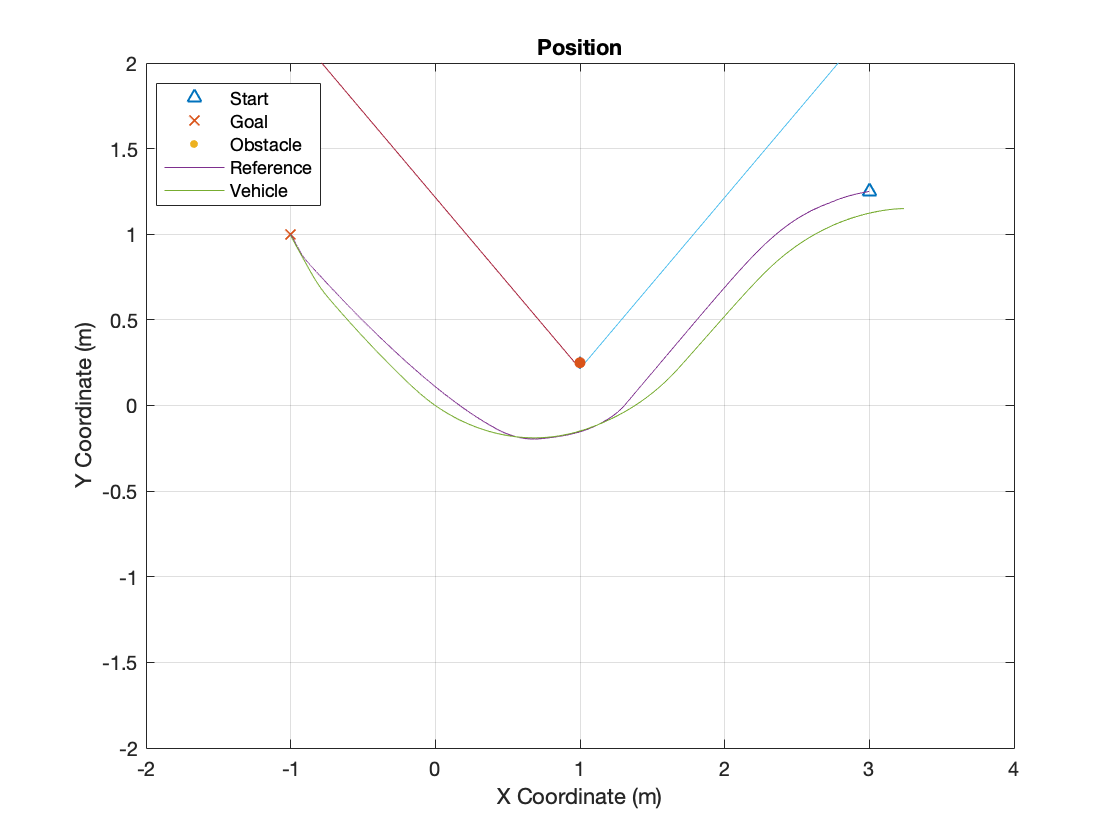 Position
Start
Goal
Obstacle
Reference
Vehicle
2
1.5
1
0.5
0
-0.5
-1
-1.5
-2
Y Coordinate (m)
-2
-1
0
1
2
3
4
X Coordinate (m)